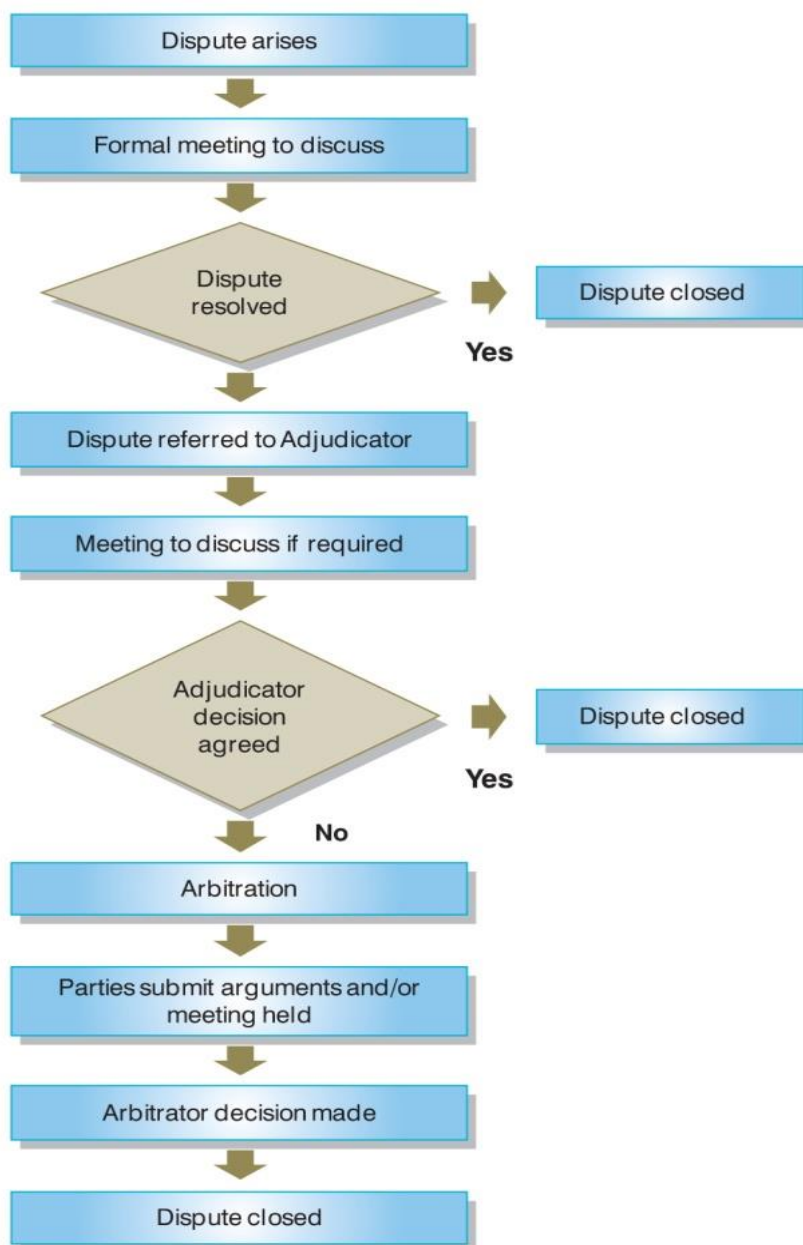 Dispute arises
Formal meeting to discuss
Dispute
resolved
Dispute closed
Yes
Dispute referred to Adjudicator
Meeting to discuss if required
Adjudicator
decision
agreed
Dispute closed
Yes
No
Arbitration
Parties submit arguments and/or
meeting held
Arbitrator decision made
Dispute closed